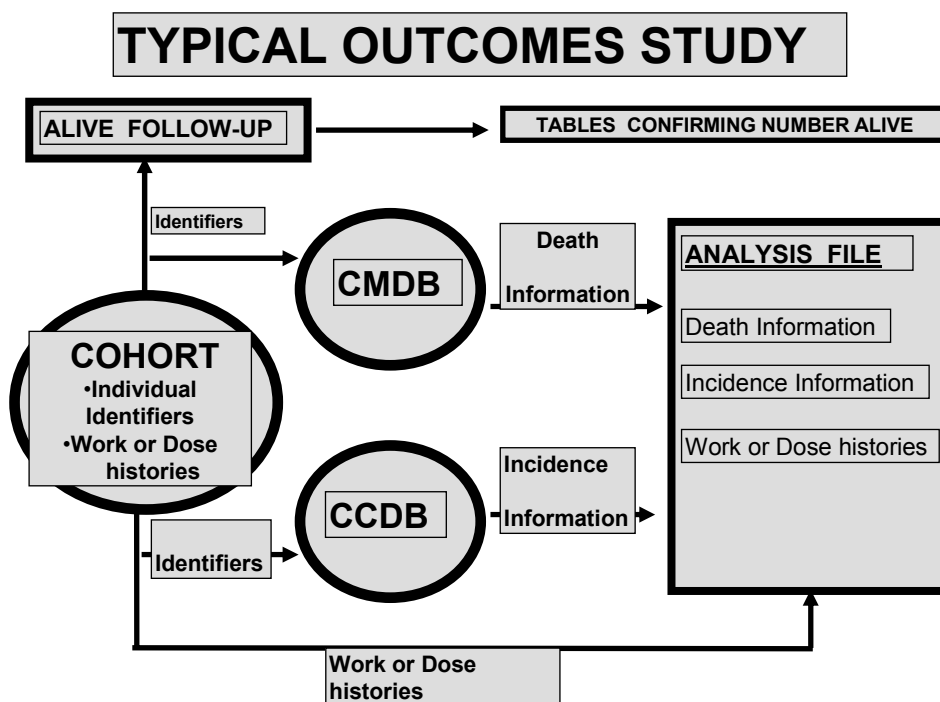 TYPICAL OUTCOMES STUDY
ALIVE FOLLOW-UP
TABLES CONFIRMING NUMBER ALIVE
Identifiers
CMDB
Death
Information
ANALYSIS FILE
Death Information
Incidence Information
Work or Dose histories
COHORT
•Individual
Identifiers
•Work or Dose
histories
CCDB
Incidence
Information
Identifiers
Work or Dose
histories